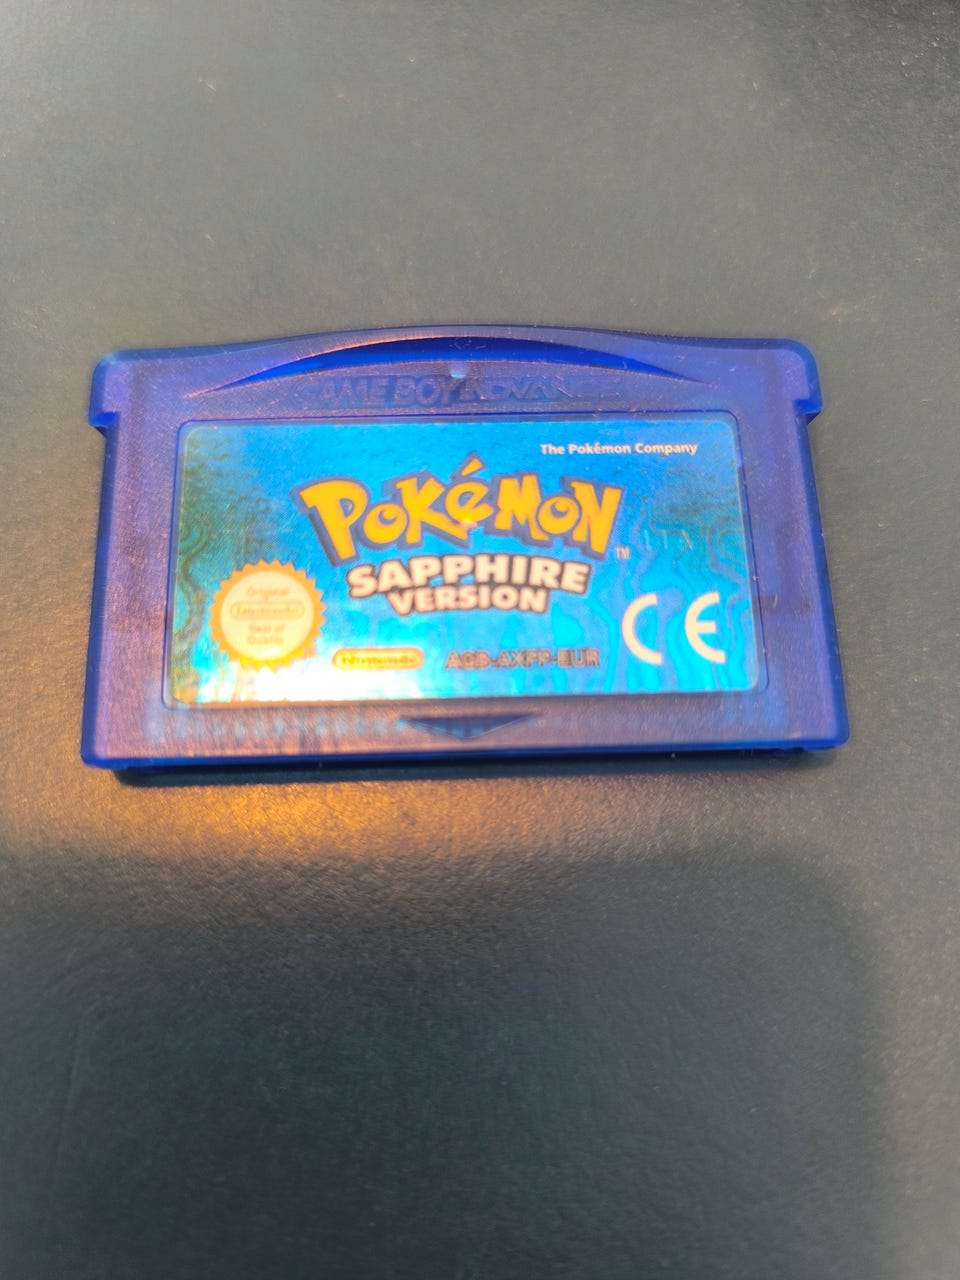 GAME BOY ADVANCE
The Pokémon Company
POKéMON
TM
SAPPHIRE
VERSION
Original
Nintendo
Seal of
Quality
Nintendo
AGB-AXPP-EUR
CE